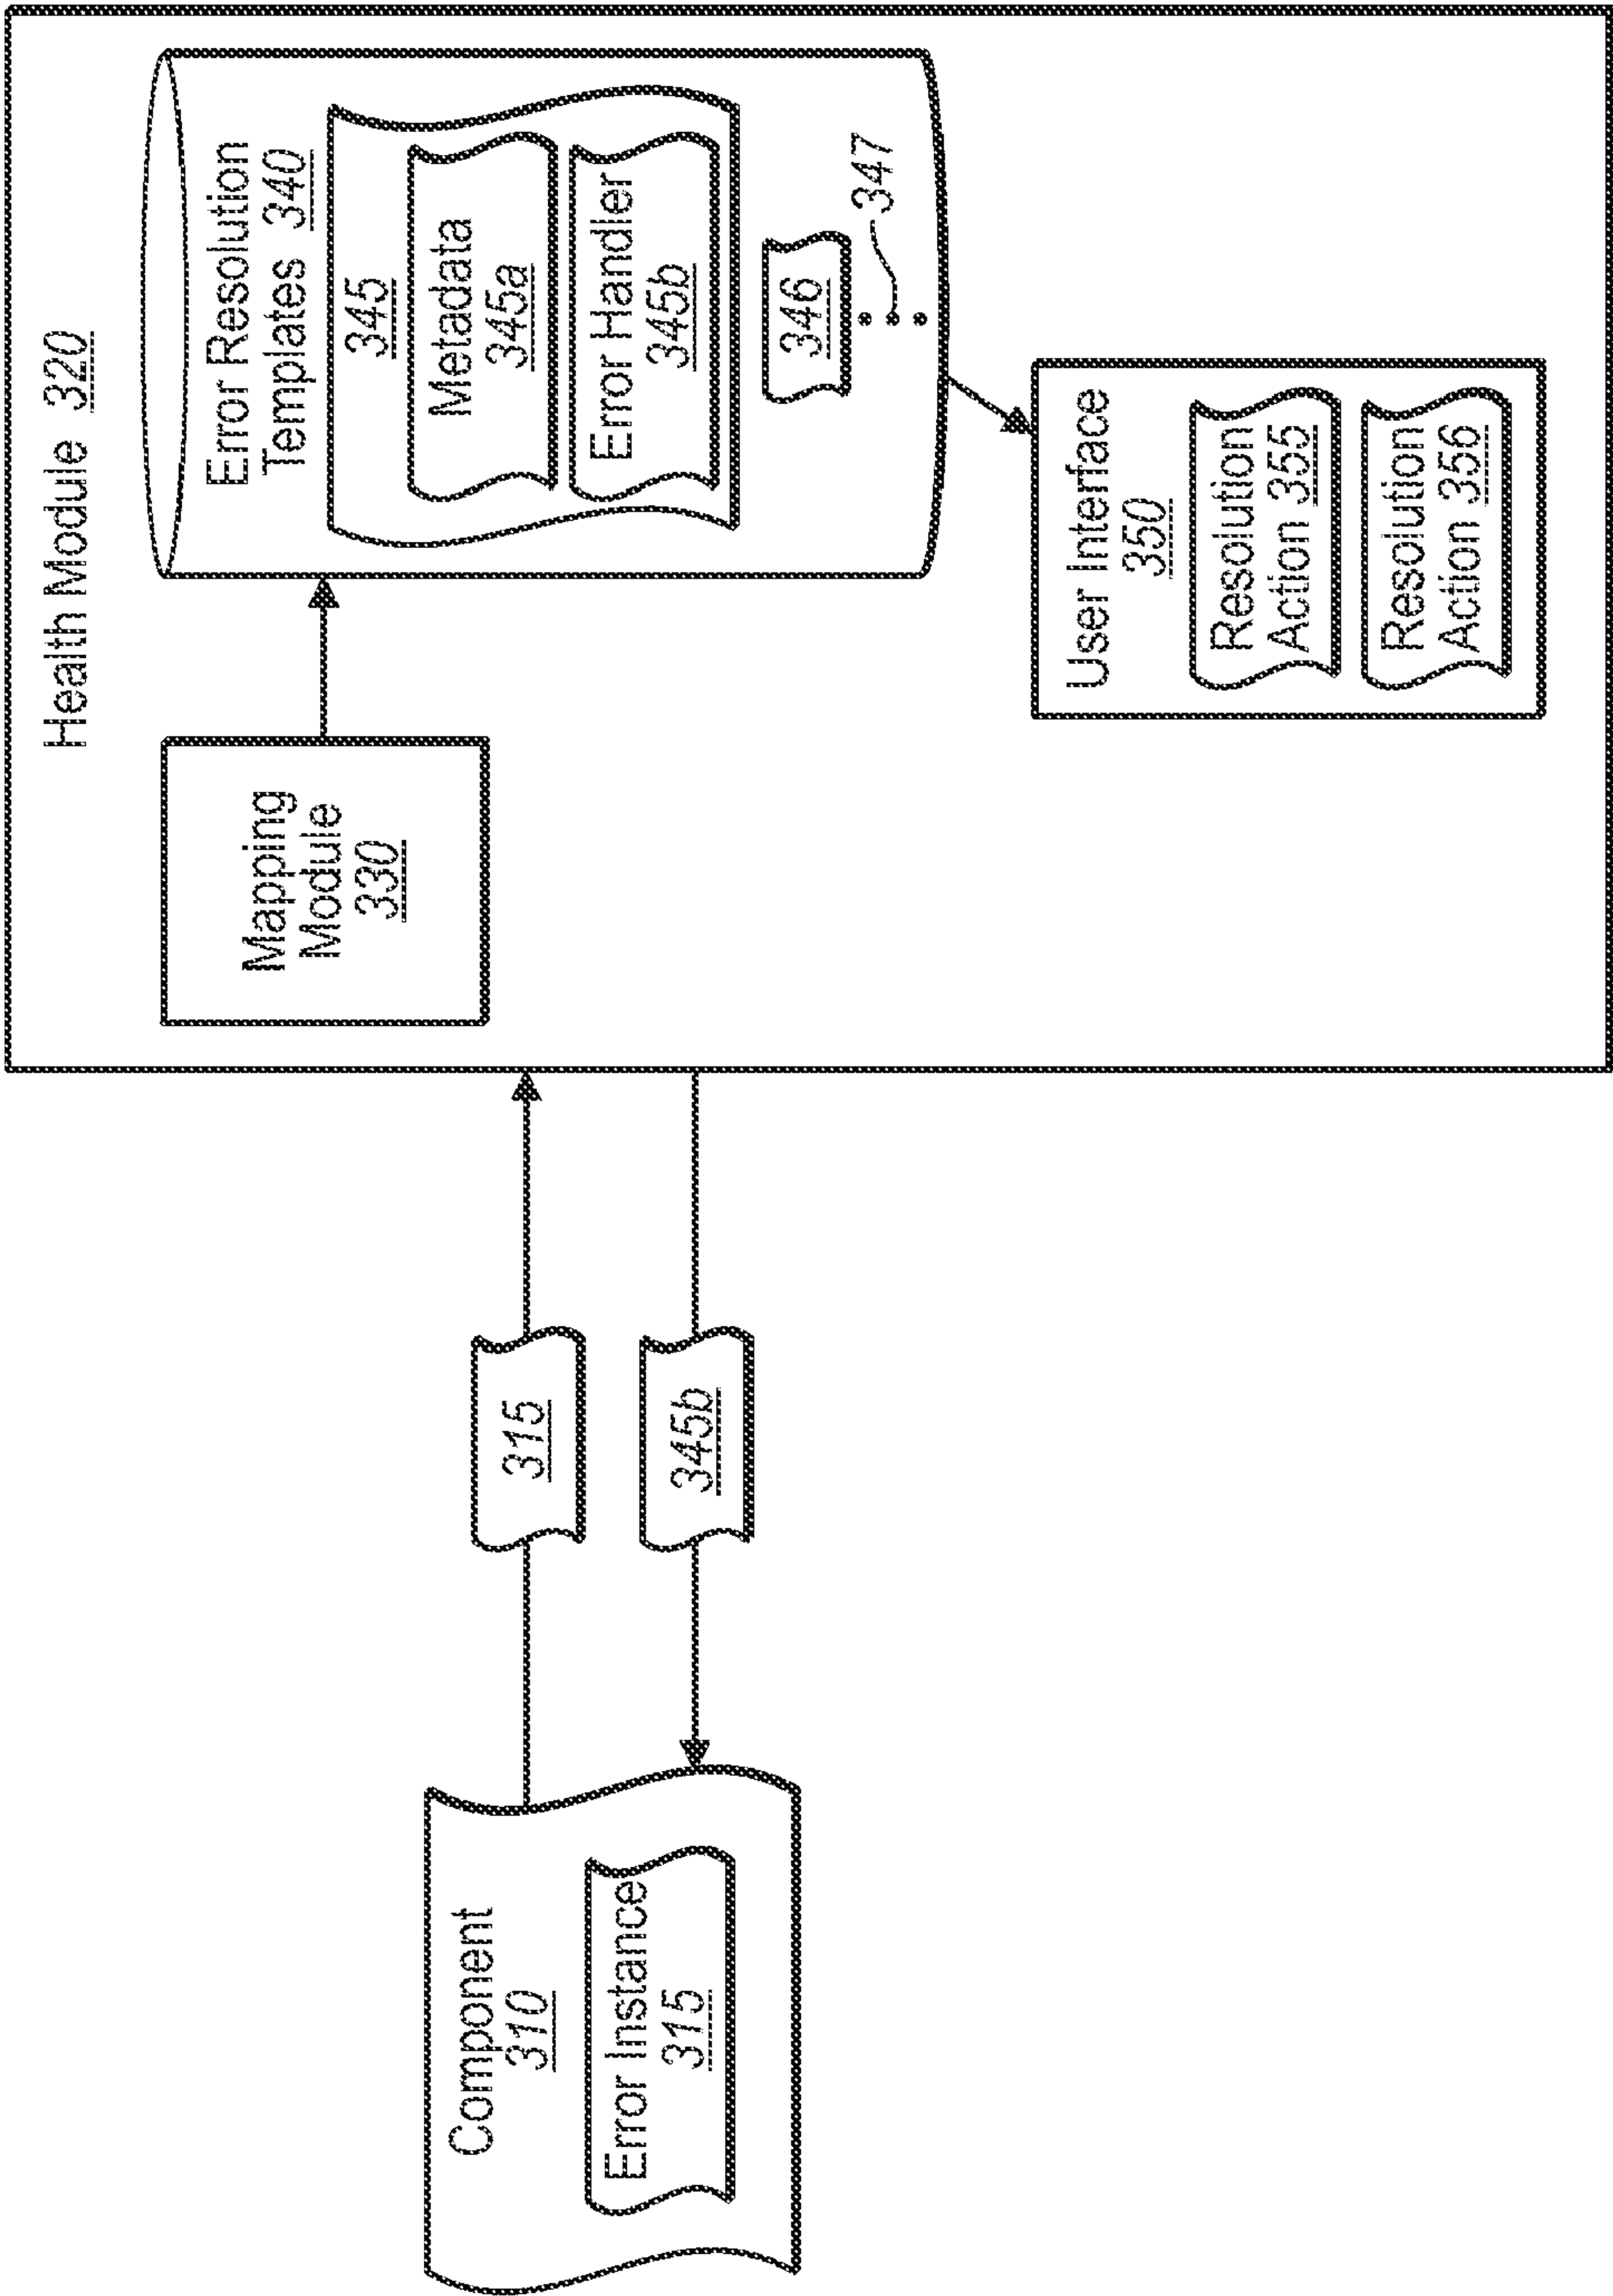 Health Module 320
Component
310
Error Instance
315
315
345b
Mapping
Module
330
Error Resolution
Templates 340
345
Metadata
345a
Error Handler
345b
346
347
User Interface
350
Resolution
Action 355
Resolution
Action 356